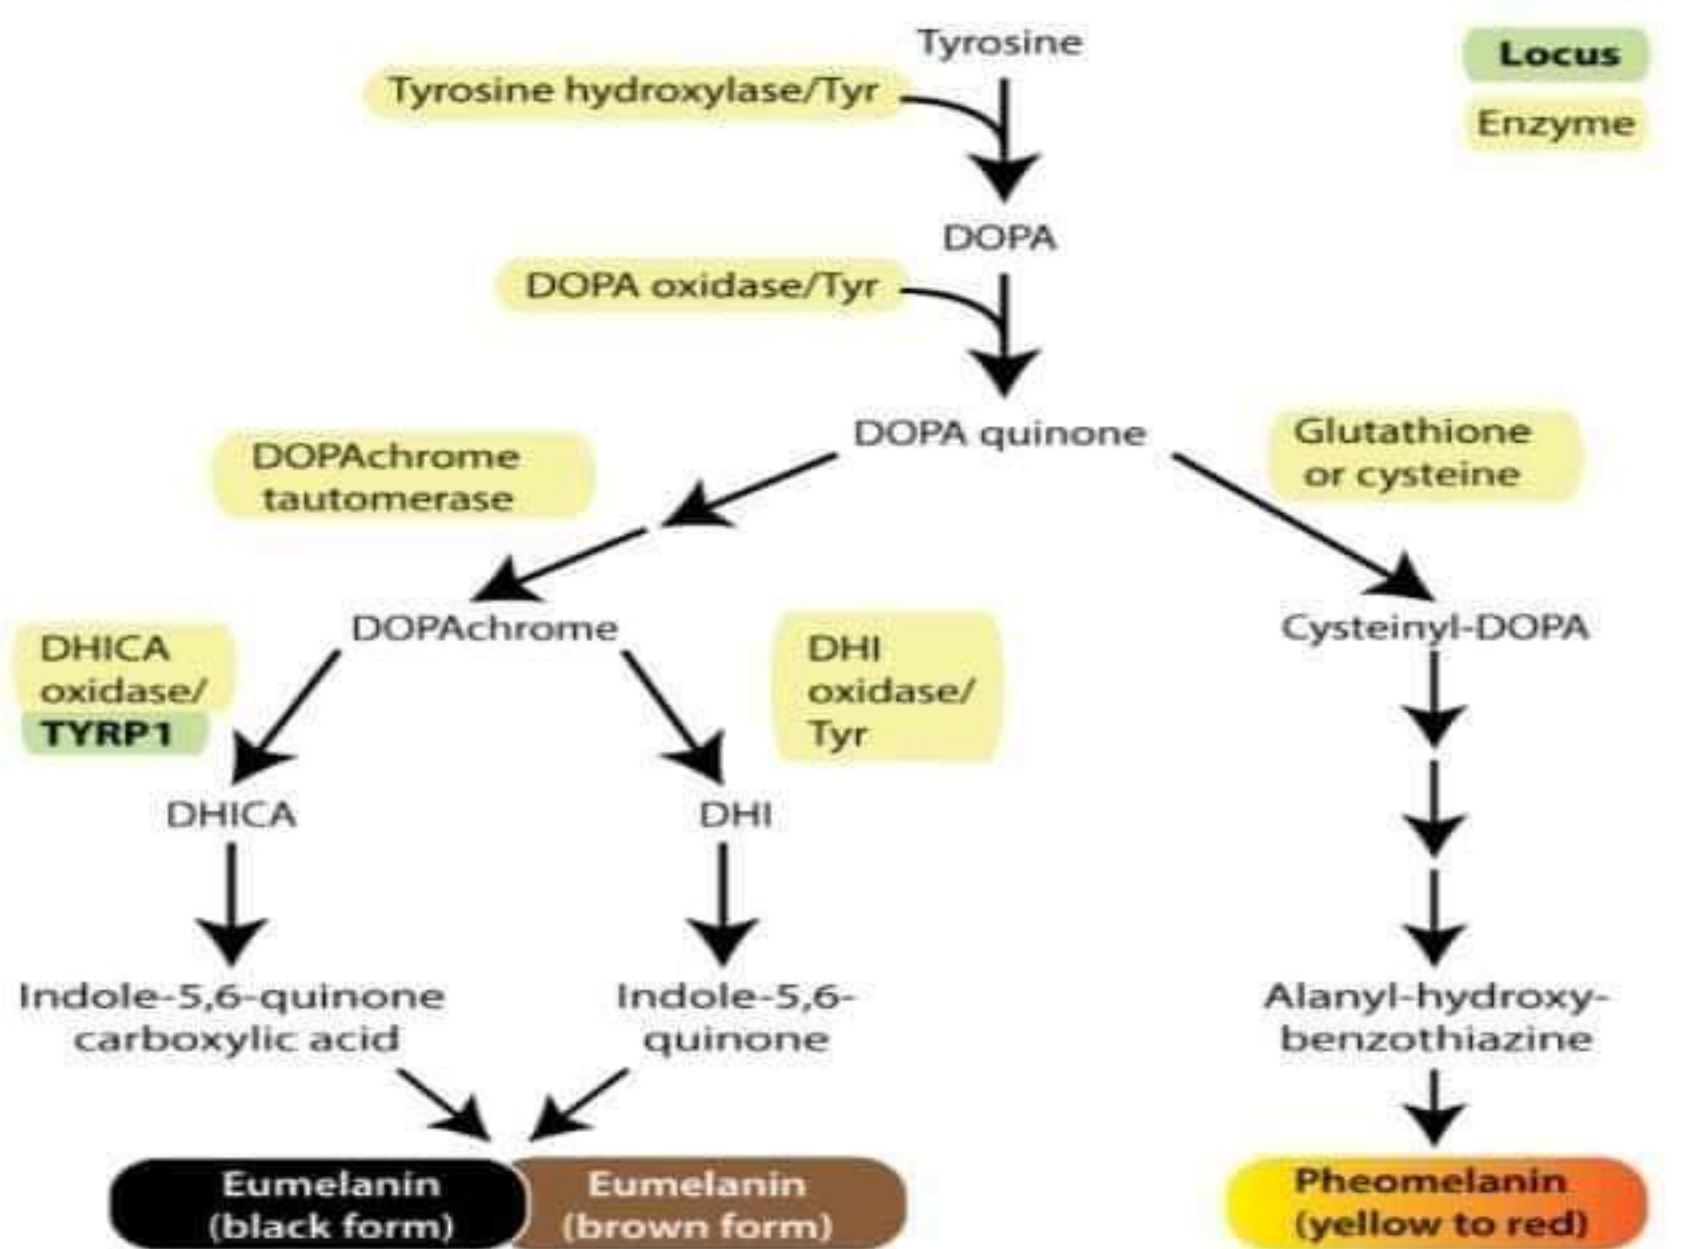 Tyrosine
Locus
Tyrosine hydroxylase/Tyr
Enzyme
DOPA
DOPA oxidase/Tyr
DOPA quinone
Glutathione
or cysteine
DOPAchrome
tautomerase
DOPAchrome
Cysteinyl-DOPA
DHICA
oxidase/
TYRP1
DHI
oxidase/
Tyr
DHICA
DHI
Indole-5,6-quinone
carboxylic acid
Indole-5,6-
quinone
Alanyl-hydroxy-
benzothiazine
Eumelanin
(black form)
Eumelanin
(brown form)
Pheomelanin
(yellow to red)